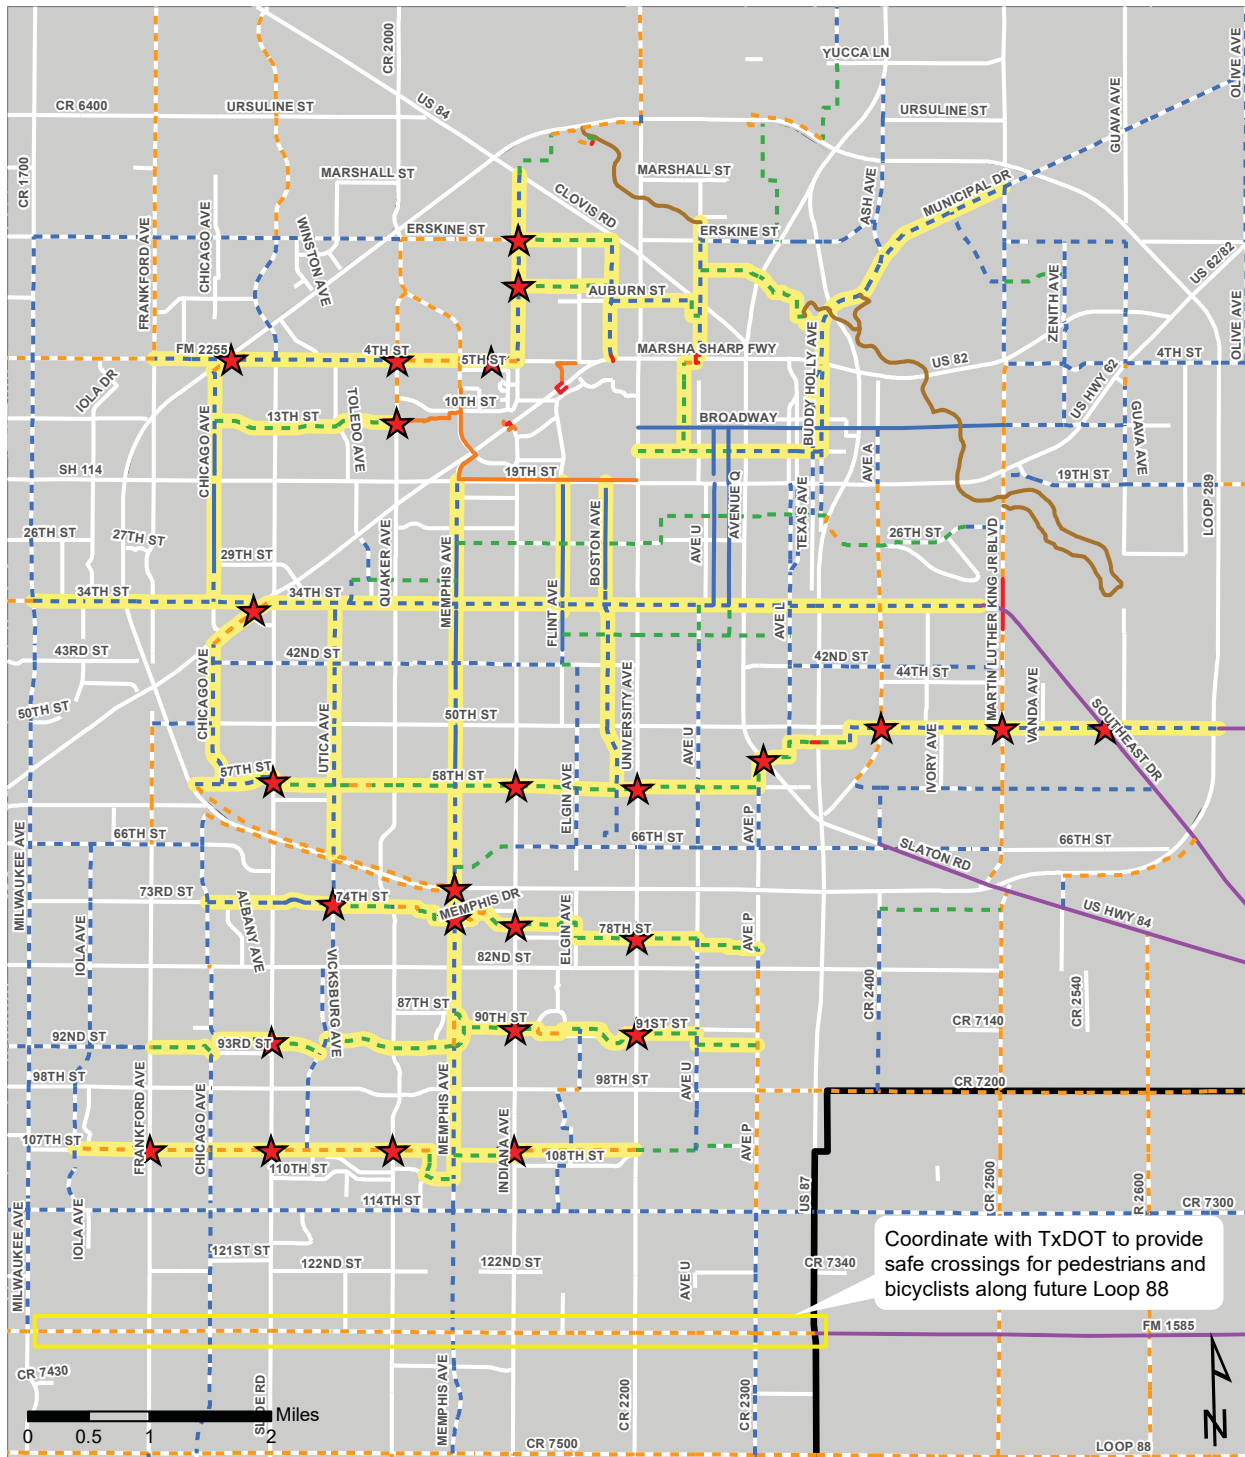 YUCCA LN
CR 2000
OLIVE AVE
CR 6400
URSULINE ST
US 84
URSULINE ST
GUAVA AVE
CR 1700
MARSHALL ST
MARSHALL ST
CLOVIS RD
ASH AVE
MUNICIPAL DR
FRANKFORD AVE
CHICAGO AVE
WINSTON AVE
ERSKINE ST
ERSKINE ST
US 62/82
ZENITH AVE
AUBURN ST
OLIVE AVE
FM 2255
4TH ST
5TH ST
MARSHA SHARP FWY
BUDDY HOLLY AVE
US 82
4TH ST
IOLA DR
TOLEDO AVE
10TH ST
US HWY 62
13TH ST
BROADWAY
GUAVA AVE
CHICAGO AVE
SH 114
19TH ST
AVE A
19TH ST
LOOP 289
AVENUE Q
TEXAS AVE
26TH ST
27TH ST
QUAKER AVE
MEMPHIS AVE
BOSTON AVE
AVE U
26TH ST
29TH ST
MARTIN LUTHER KING JR BLVD
34TH ST
34TH ST
FLINT AVE
AVE L
43RD ST
42ND ST
42ND ST
44TH ST
CHICAGO AVE
UNIVERSITY AVE
VANDA AVE
SOUTHEAST DR
50TH ST
UTICA AVE
50TH ST
AVE U
IVORY AVE
57TH ST
58TH ST
ELGIN AVE
MILWAUKEE AVE
66TH ST
66TH ST
AVE P
SLATON RD
66TH ST
73RD ST
74TH ST
MEMPHIS DR
US HWY 84
IOLA AVE
ALBANY AVE
ELGIN AVE
78TH ST
AVE P
82ND ST
VICKSBURG AVE
CR 2400
CR 2540
87TH ST
90TH ST
91ST ST
92ND ST
93RD ST
CR 7140
98TH ST
98TH ST
AVE U
CR 7200
FRANKFORD AVE
CHICAGO AVE
MEMPHIS AVE
107TH ST
INDIANA AVE
108TH ST
AVE P
110TH ST
114TH ST
US 87
CR 2500
R 2600
CR 7300
MILWAUKEE AVE
IOLA AVE
Coordinate with TxDOT to provide
safe crossings for pedestrians and
bicyclists along future Loop 88
121ST ST
122ND ST
122ND ST
AVE U
CR 7340
FM 1585
CR 7430
MEMPHIS AVE
CR 2200
CR 2300
N
Miles
0 0.5 1 2
CR 7500
LOOP 88